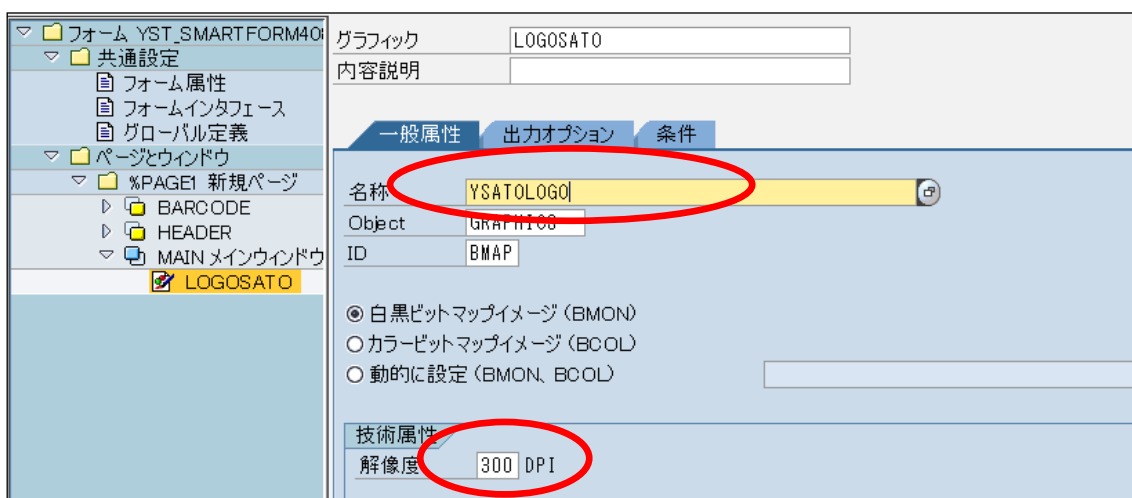 フォーム YST_SMARTFORM40
共通設定
フォーム属性
フォームインタフェース
グローバル定義
ページとウィンドウ
%PAGE1 新規ページ
BARCODE
HEADER
MAIN メインウィンドウ
LOGOSATO
グラフィック LOGOSATO
内容説明
一般属性 出力オプション 条件
名称 YSATOLOGO
Object GRAPHICS
ID BMAP
白黒ビットマップイメージ (BMON)
カラービットマップイメージ (BCOL)
動的に設定 (BMON、BCOL)
技術属性
解像度 300 DPI